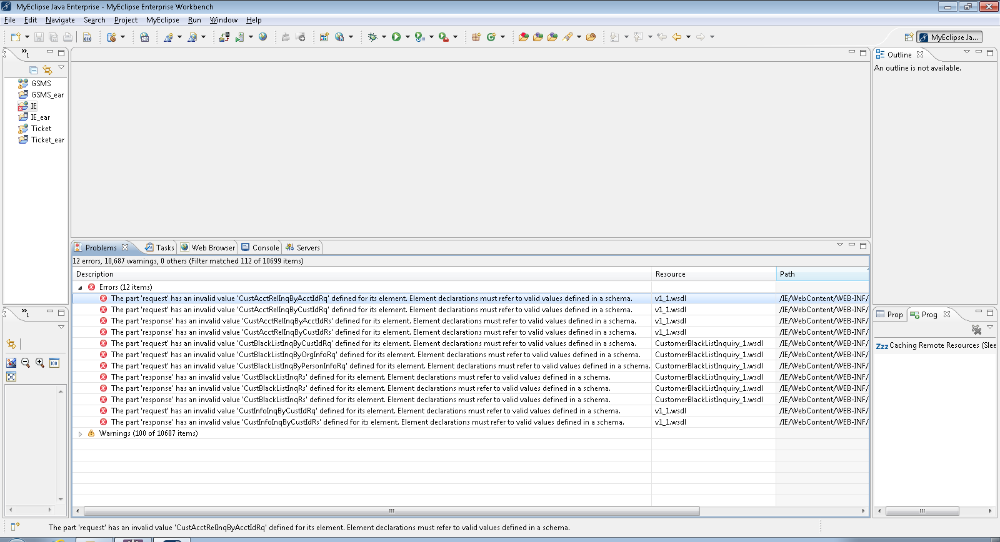 MyEclipse Java Enterprise - MyEclipse Enterprise Workbench
File Edit Navigate Search Project MyEclipse Run Window Help
MyEclipse Ja...
1
GSMS
GSMS_ear
IE
IE_ear
Ticket
Ticket_ear
Outline
An outline is not available.
Problems Tasks Web Browser Console Servers
12 errors, 10,687 warnings, 0 others (Filter matched 112 of 10699 items)
Description Resource Path
Errors (12 items)
The part 'request' has an invalid value 'CustAcctRelInqByAcctIdRq' defined for its element. Element declarations must refer to valid values defined in a schema. v1_1.wsdl /IE/WebContent/WEB-INF/
The part 'request' has an invalid value 'CustAcctRelInqByCustIdRq' defined for its element. Element declarations must refer to valid values defined in a schema. v1_1.wsdl /IE/WebContent/WEB-INF/
The part 'response' has an invalid value 'CustAcctRelInqByAcctIdRs' defined for its element. Element declarations must refer to valid values defined in a schema. v1_1.wsdl /IE/WebContent/WEB-INF/
The part 'response' has an invalid value 'CustAcctRelInqByCustIdRs' defined for its element. Element declarations must refer to valid values defined in a schema. v1_1.wsdl /IE/WebContent/WEB-INF/
The part 'request' has an invalid value 'CustBlackListInqByCustIdRq' defined for its element. Element declarations must refer to valid values defined in a schema. CustomerBlackListInquiry_1.wsdl /IE/WebContent/WEB-INF/
The part 'request' has an invalid value 'CustBlackListInqByOrgInfoRq' defined for its element. Element declarations must refer to valid values defined in a schema. CustomerBlackListInquiry_1.wsdl /IE/WebContent/WEB-INF/
The part 'request' has an invalid value 'CustBlackListInqByPersonInfoRq' defined for its element. Element declarations must refer to valid values defined in a schema. CustomerBlackListInquiry_1.wsdl /IE/WebContent/WEB-INF/
The part 'response' has an invalid value 'CustBlackListInqRs' defined for its element. Element declarations must refer to valid values defined in a schema. CustomerBlackListInquiry_1.wsdl /IE/WebContent/WEB-INF/
The part 'response' has an invalid value 'CustBlackListInqRs' defined for its element. Element declarations must refer to valid values defined in a schema. CustomerBlackListInquiry_1.wsdl /IE/WebContent/WEB-INF/
The part 'response' has an invalid value 'CustBlackListInqRs' defined for its element. Element declarations must refer to valid values defined in a schema. CustomerBlackListInquiry_1.wsdl /IE/WebContent/WEB-INF/
The part 'request' has an invalid value 'CustInfoInqByCustIdRq' defined for its element. Element declarations must refer to valid values defined in a schema. v1_1.wsdl /IE/WebContent/WEB-INF/
The part 'response' has an invalid value 'CustInfoInqByCustIdRs' defined for its element. Element declarations must refer to valid values defined in a schema. v1_1.wsdl /IE/WebContent/WEB-INF/
Warnings (100 of 10687 items)
1
100
Prop Prog
Zzz Caching Remote Resources (Slee
The part 'request' has an invalid value 'CustAcctRelInqByAcctIdRq' defined for its element. Element declarations must refer to valid values defined in a schema.